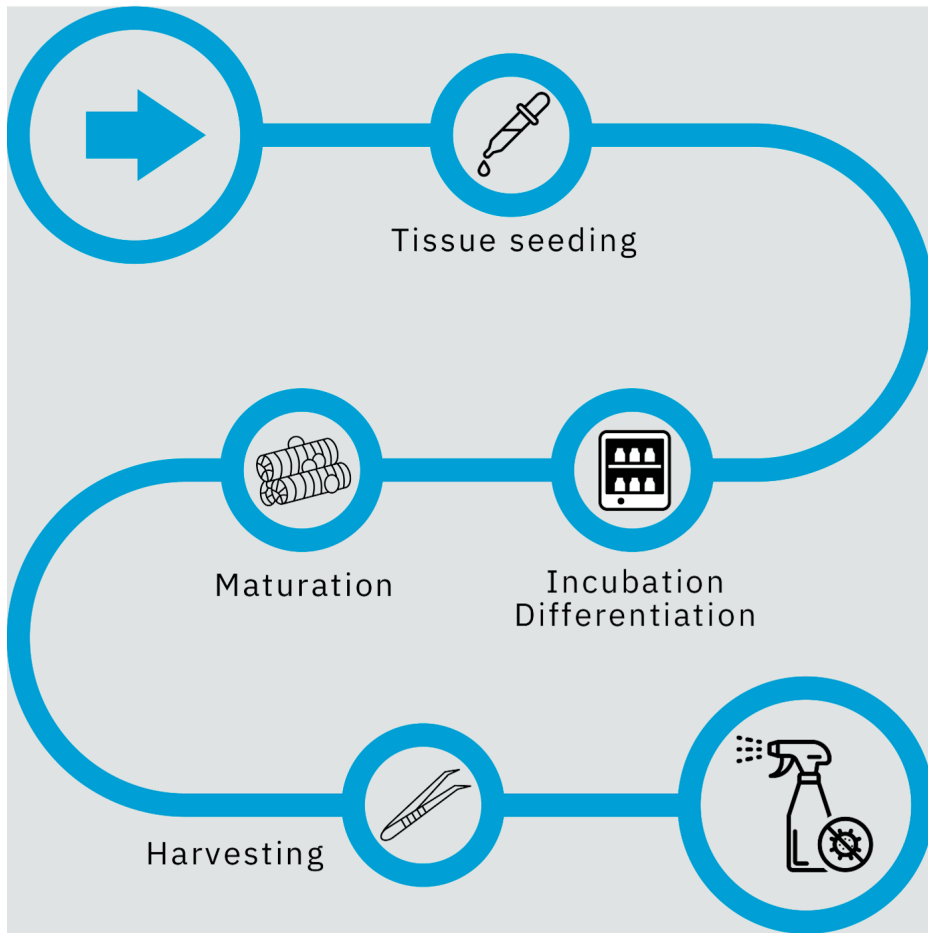 Tissue seeding
Incubation
Differentiation
Maturation
Harvesting